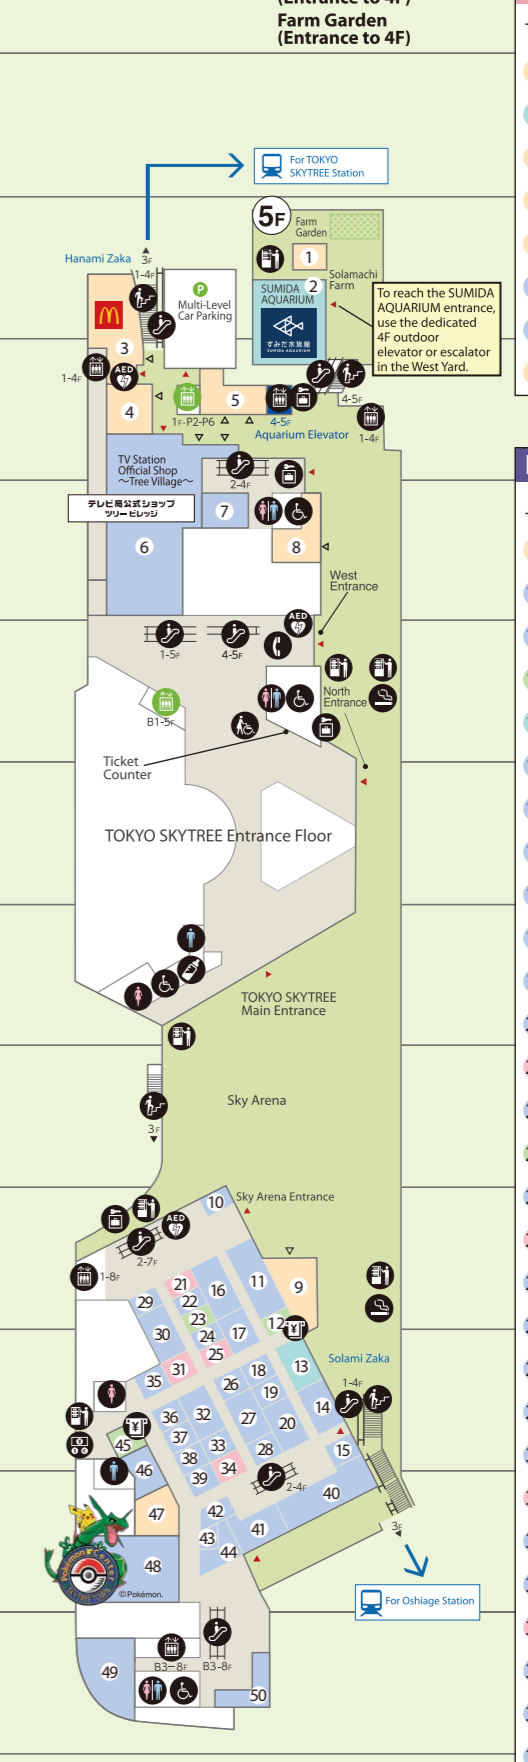 (Entrance to 4F)
Farm Garden
(Entrance to 4F)
For TOKYO
SKYTREE Station
5F
Farm
Garden
1
Hanami Zaka
3F
1-4F
P
Multi-Level
Car Parking
SUMIDA
AQUARIUM
2
Solamachi
Farm
すみだ水族館
SUMIDA AQUARIUM
To reach the SUMIDA
AQUARIUM entrance,
use the dedicated
4F outdoor
elevator or escalator
in the West Yard.
3
1-4F
AED
4
5
1F·P2-P6
4-5F
4-5F
Aquarium Elevator
1-4F
TV Station
Official Shop
〜Tree Village〜
2-4F
テレビ局公式ショップ
ツリービレッジ
7
6
8
West
Entrance
AED
1-5F
4-5F
North
Entrance
B1-5F
Ticket
Counter
TOKYO SKYTREE Entrance Floor
TOKYO SKYTREE
Main Entrance
Sky Arena
3F
10
Sky Arena Entrance
AED
2-7F
1-8F
21
16
11
9
29
22
23
12
30
24
17
25
Solami Zaka
31
18
13
35
26
19
1-4F
36
32
14
37
27
20
45
33
28
15
38
34
46
39
2-4F
40
47
42
43
41
44
3F
48
Pokémon Center
©Pokémon.
For Oshiage Station
B3-8F
B3-8F
49
50